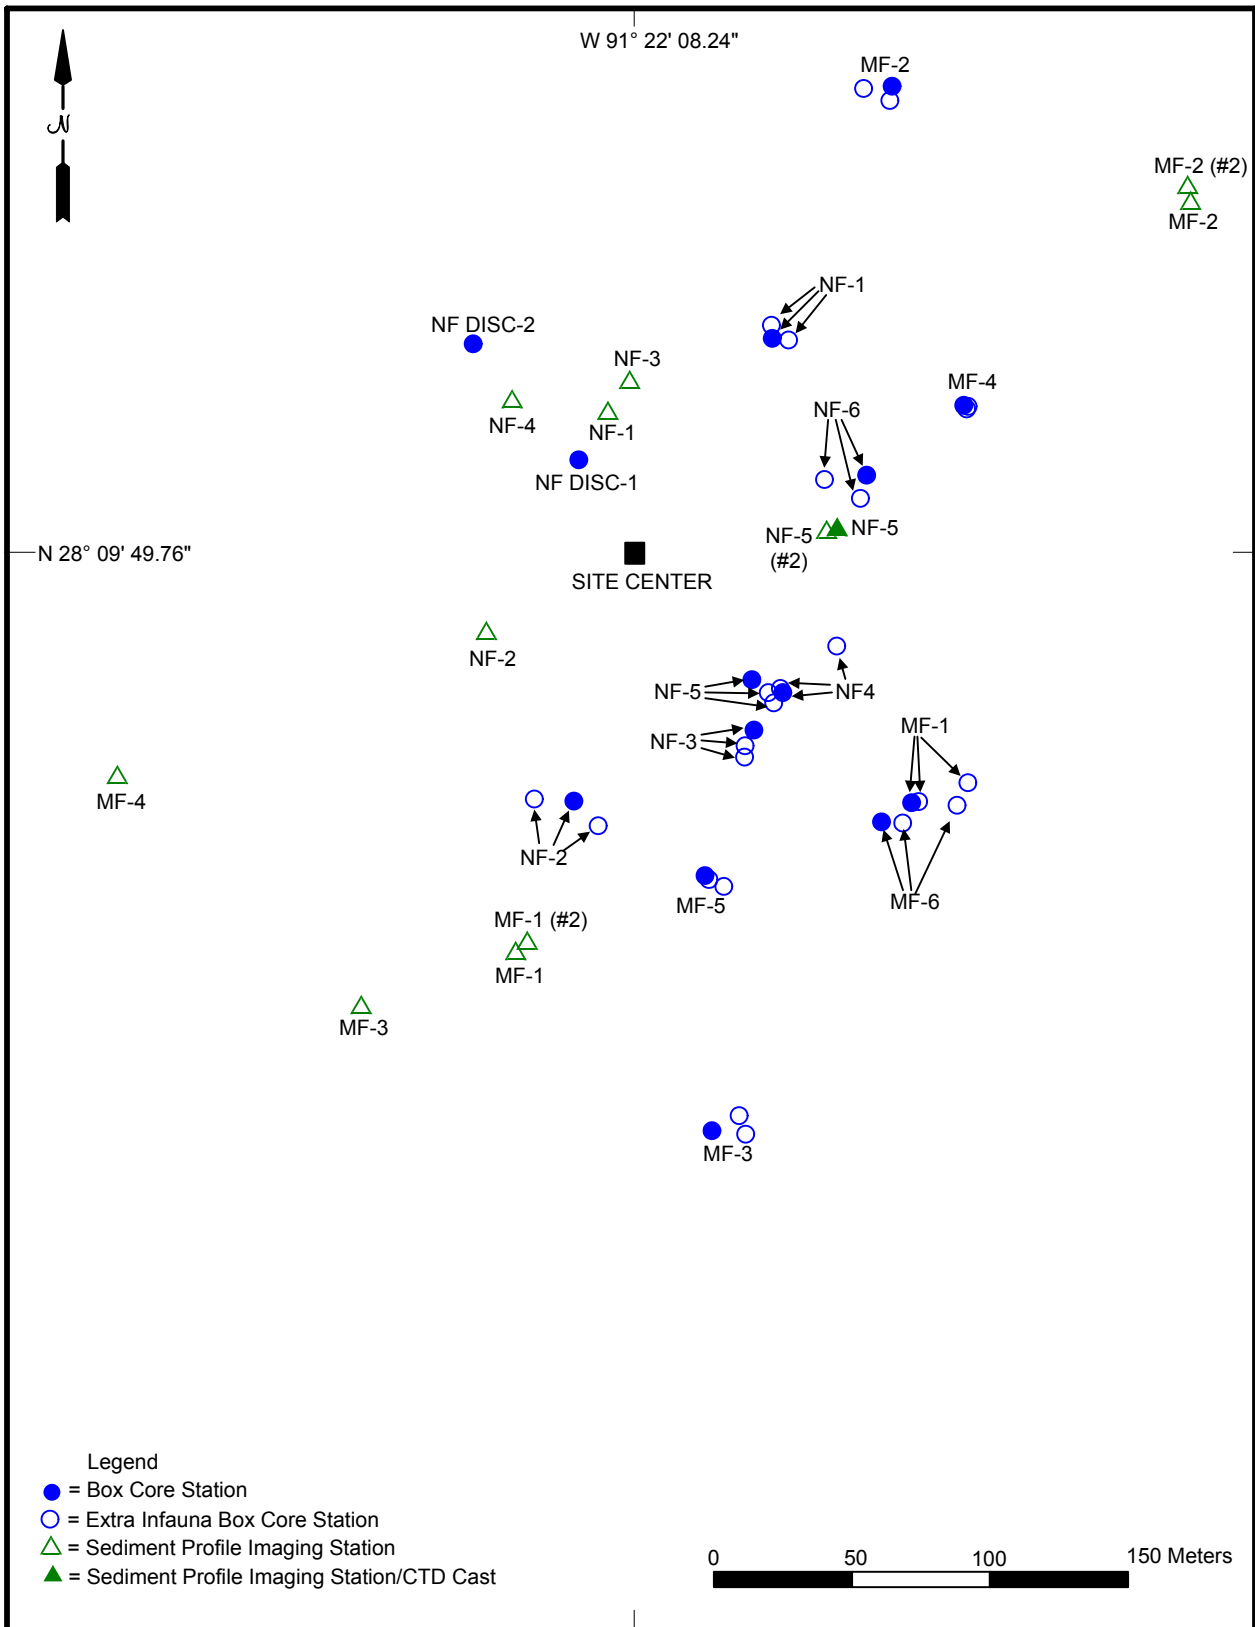 W 91° 22' 08.24"
MF-2
N
MF-2 (#2)
MF-2
NF-1
NF DISC-2
NF-3
MF-4
NF-4
NF-1
NF-6
NF DISC-1
NF-5
NF-5
(#2)
N 28° 09' 49.76"
SITE CENTER
NF-2
NF-5
NF4
MF-1
NF-3
MF-4
NF-2
MF-5
MF-6
MF-1 (#2)
MF-1
MF-3
MF-3
Legend
= Box Core Station
= Extra Infauna Box Core Station
= Sediment Profile Imaging Station
= Sediment Profile Imaging Station/CTD Cast
0 50 100 150 Meters